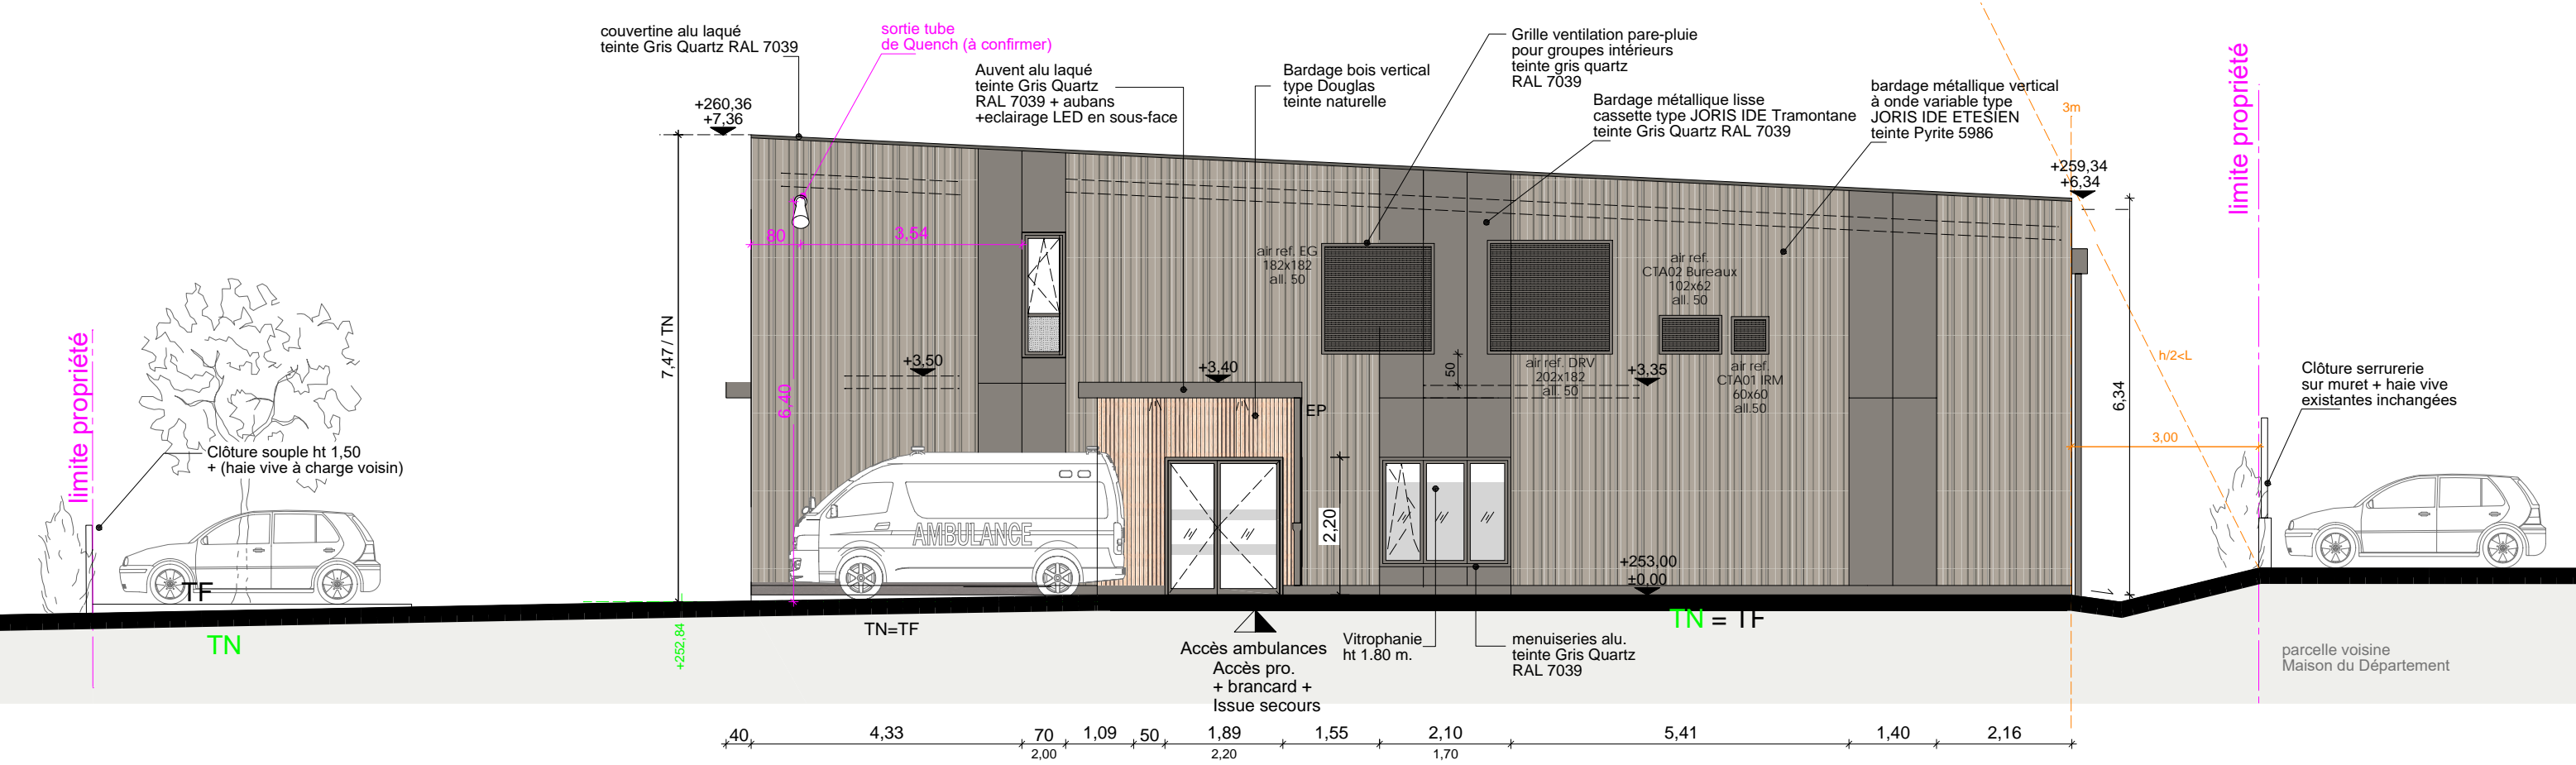 couvertine alu laqué
teinte Gris Quartz RAL 7039
sortie tube
de Quench (à confirmer)
Auvent alu laqué
teinte Gris Quartz
RAL 7039 + aubans
+eclairage LED en sous-face
Bardage bois vertical
type Douglas
teinte naturelle
Grille ventilation pare-pluie
pour groupes intérieurs
teinte gris quartz
RAL 7039
Bardage métallique lisse
cassette type JORIS IDE Tramontane
teinte Gris Quartz RAL 7039
bardage métallique vertical
à onde variable type
JORIS IDE ETESIEN
teinte Pyrite 5986
3m
limite propriété
+260,36
+7,36
+259,34
+6,34
80
3,54
air ref. EG
182x182
all. 50
air ref.
CTA02 Bureaux
102x62
all. 50
7,47 / TN
limite propriété
+3,50
+3,40
6,40
50
air ref. DRV
202x182
all. 50
+3,35
air ref.
CTA01 IRM
60x60
all.50
h/2<L
6,34
Clôture serrurerie
sur muret + haie vive
existantes inchangées
EP
3,00
Clôture souple ht 1,50
+ (haie vive à charge voisin)
AMBULANCE
2,20
+253,00
±0,00
TF
TN
+252,84
TN=TF
TN = TF
Accès ambulances
Accès pro.
+ brancard +
Issue secours
Vitrophanie
ht 1.80 m.
menuiseries alu.
teinte Gris Quartz
RAL 7039
parcelle voisine
Maison du Département
40 4,33 70 1,09 50 1,89 1,55 2,10 5,41 1,40 2,16
2,00 2,20 1,70